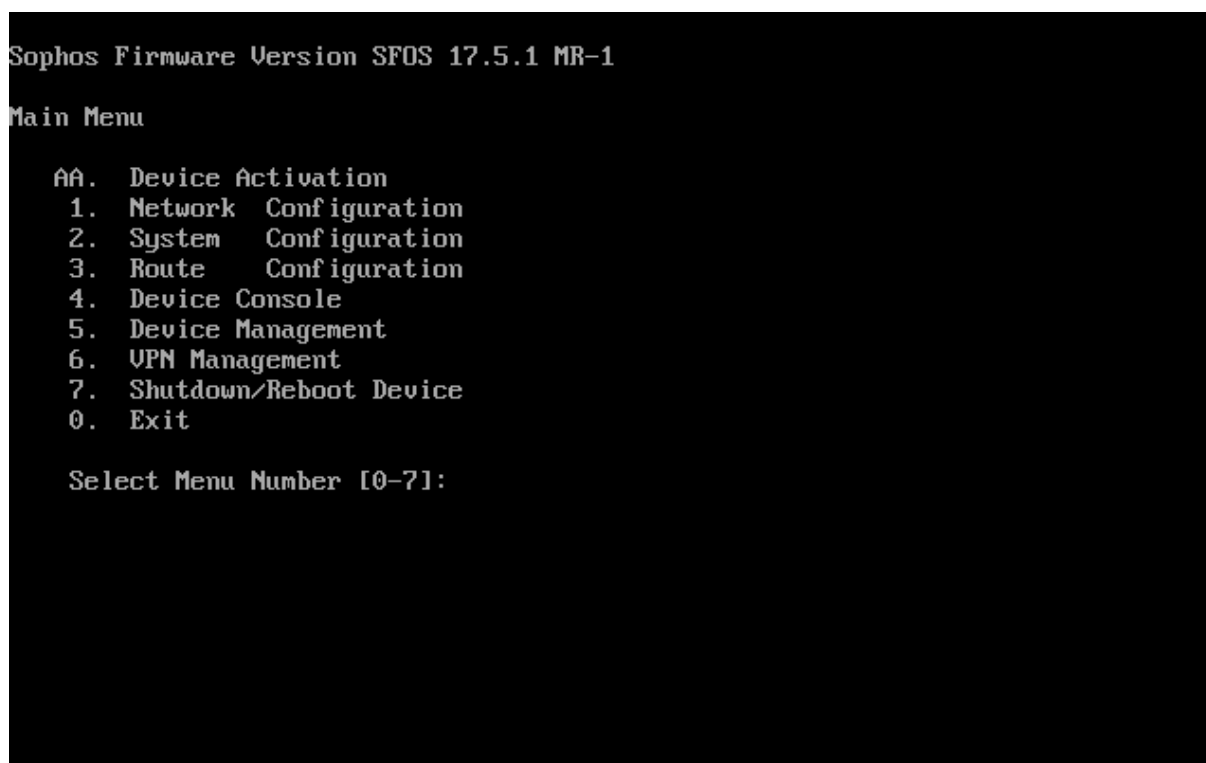 Sophos Firmware Version SFOS 17.5.1 MR-1
Main Menu
AA. Device Activation
1. Network Configuration
2. System Configuration
3. Route Configuration
4. Device Console
5. Device Management
6. VPN Management
7. Shutdown/Reboot Device
0. Exit
Select Menu Number [0-7]: